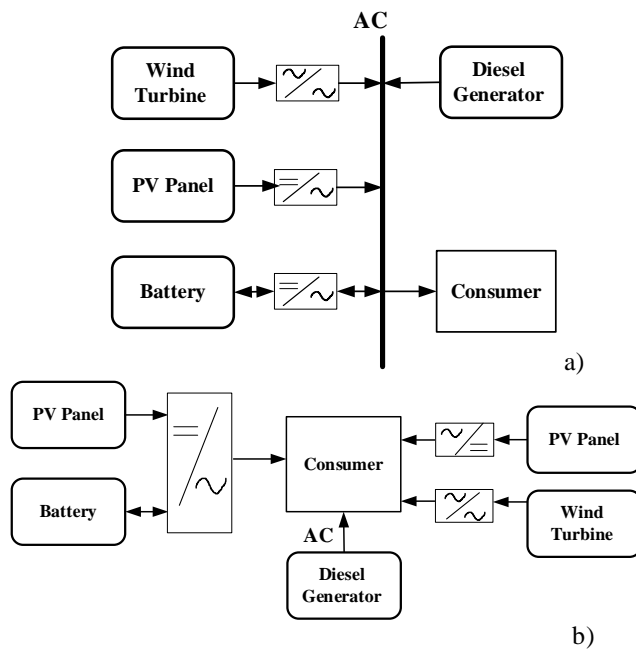 AC
Wind
Turbine
Diesel
Generator
PV Panel
Battery
Consumer
a)
PV Panel
Battery
Consumer
PV Panel
Wind
Turbine
AC
Diesel
Generator
b)